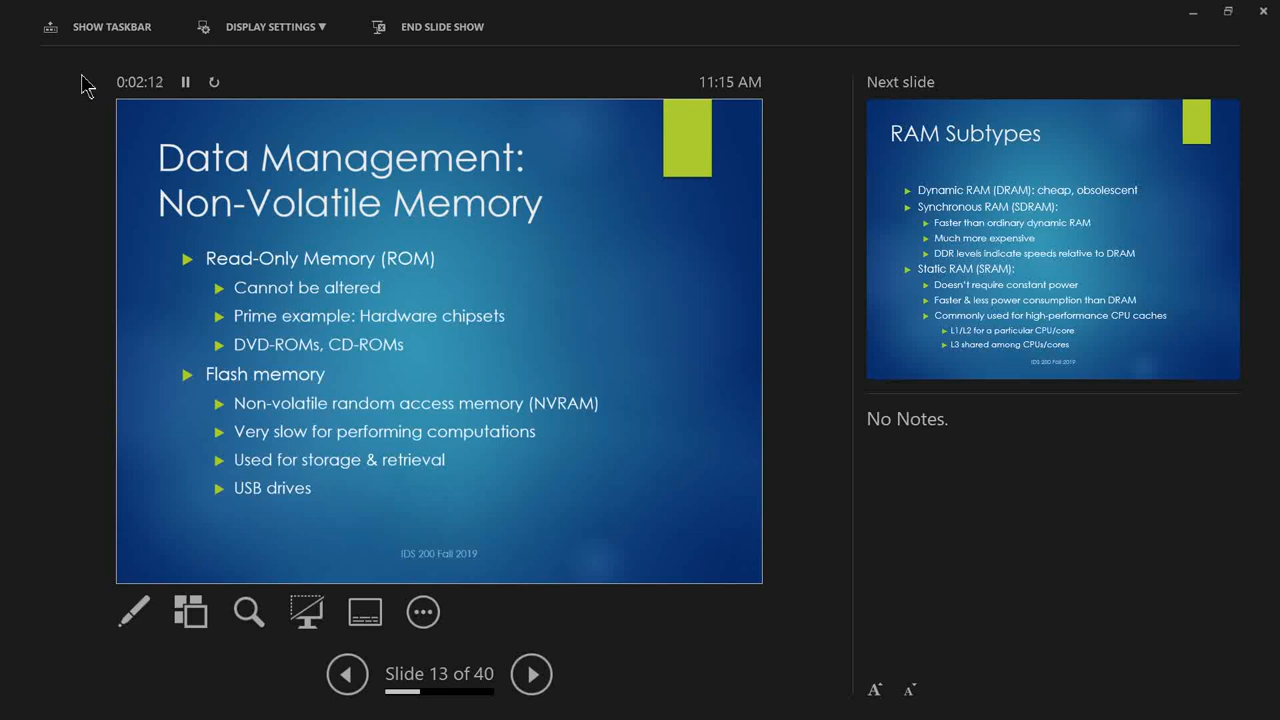 SHOW TASKBAR
DISPLAY SETTINGS ▼
END SLIDE SHOW
0:02:12
11:15 AM
Data Management:
Non-Volatile Memory
Read-Only Memory (ROM)
Cannot be altered
Prime example: Hardware chipsets
DVD-ROMs, CD-ROMs
Flash memory
Non-volatile random access memory (NVRAM)
Very slow for performing computations
Used for storage & retrieval
USB drives
IDS 200 Fall 2019
Slide 13 of 40
Next slide
RAM Subtypes
Dynamic RAM (DRAM): cheap, obsolescent
Synchronous RAM (SDRAM):
Faster than ordinary dynamic RAM
Much more expensive
DDR levels indicate speeds relative to DRAM
Static RAM (SRAM):
Doesn't require constant power
Faster & less power consumption than DRAM
Commonly used for high-performance CPU caches
L1/L2 for a particular CPU/core
L3 shared among CPUs/cores
IDS 200 Fall 2019
No Notes.
A A